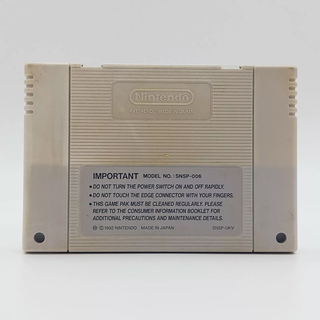 Nintendo
IMPORTANT MODEL NO.: SNSP-006
• DO NOT TURN THE POWER SWITCH ON AND OFF RAPIDLY.
• DO NOT TOUCH THE EDGE CONNECTOR WITH YOUR FINGERS.
• THIS GAME PAK MUST BE CLEANED REGULARLY. PLEASE
REFER TO THE CONSUMER INFORMATION BOOKLET FOR
ADDITIONAL PRECAUTIONS AND MAINTENANCE DETAILS.
© 1992 NINTENDO MADE IN JAPAN